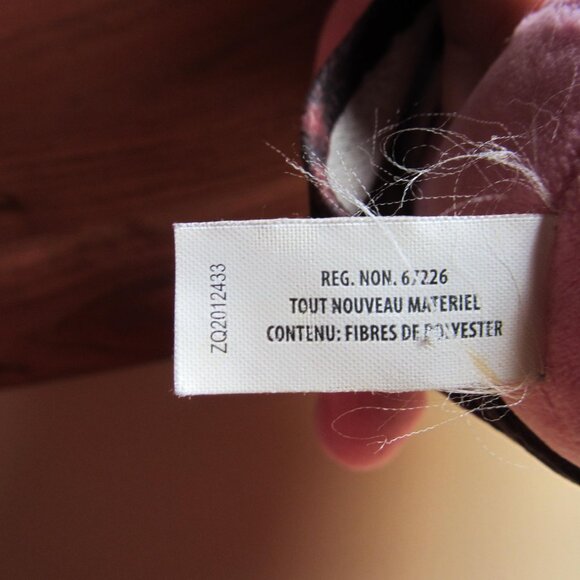 REG. NON. 67226
TOUT NOUVEAU MATERIEL
CONTENU: FIBRES DE POLYESTER
ZQ2012433